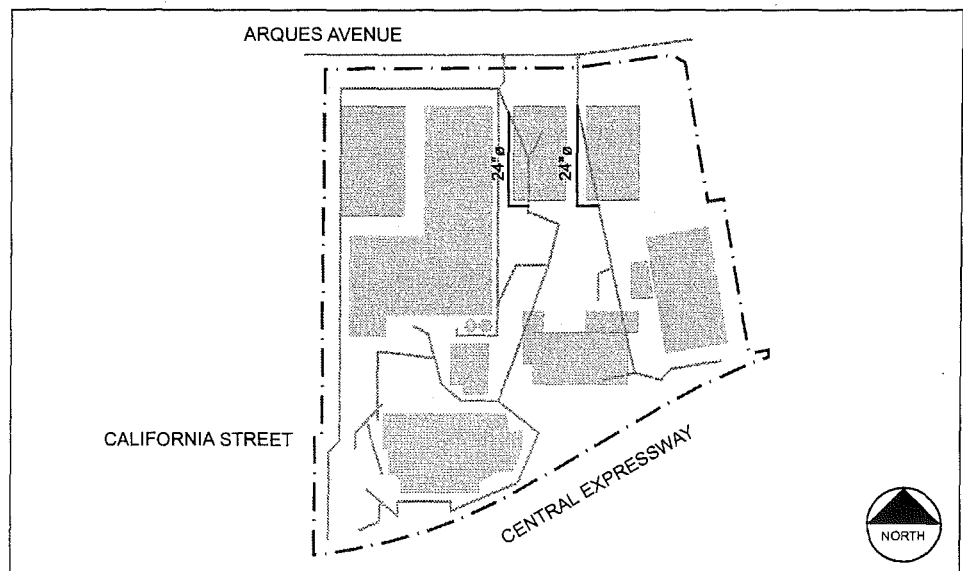 ARQUES AVENUE
24"ø
24"ø
CALIFORNIA STREET
CENTRAL EXPRESSWAY
NORTH